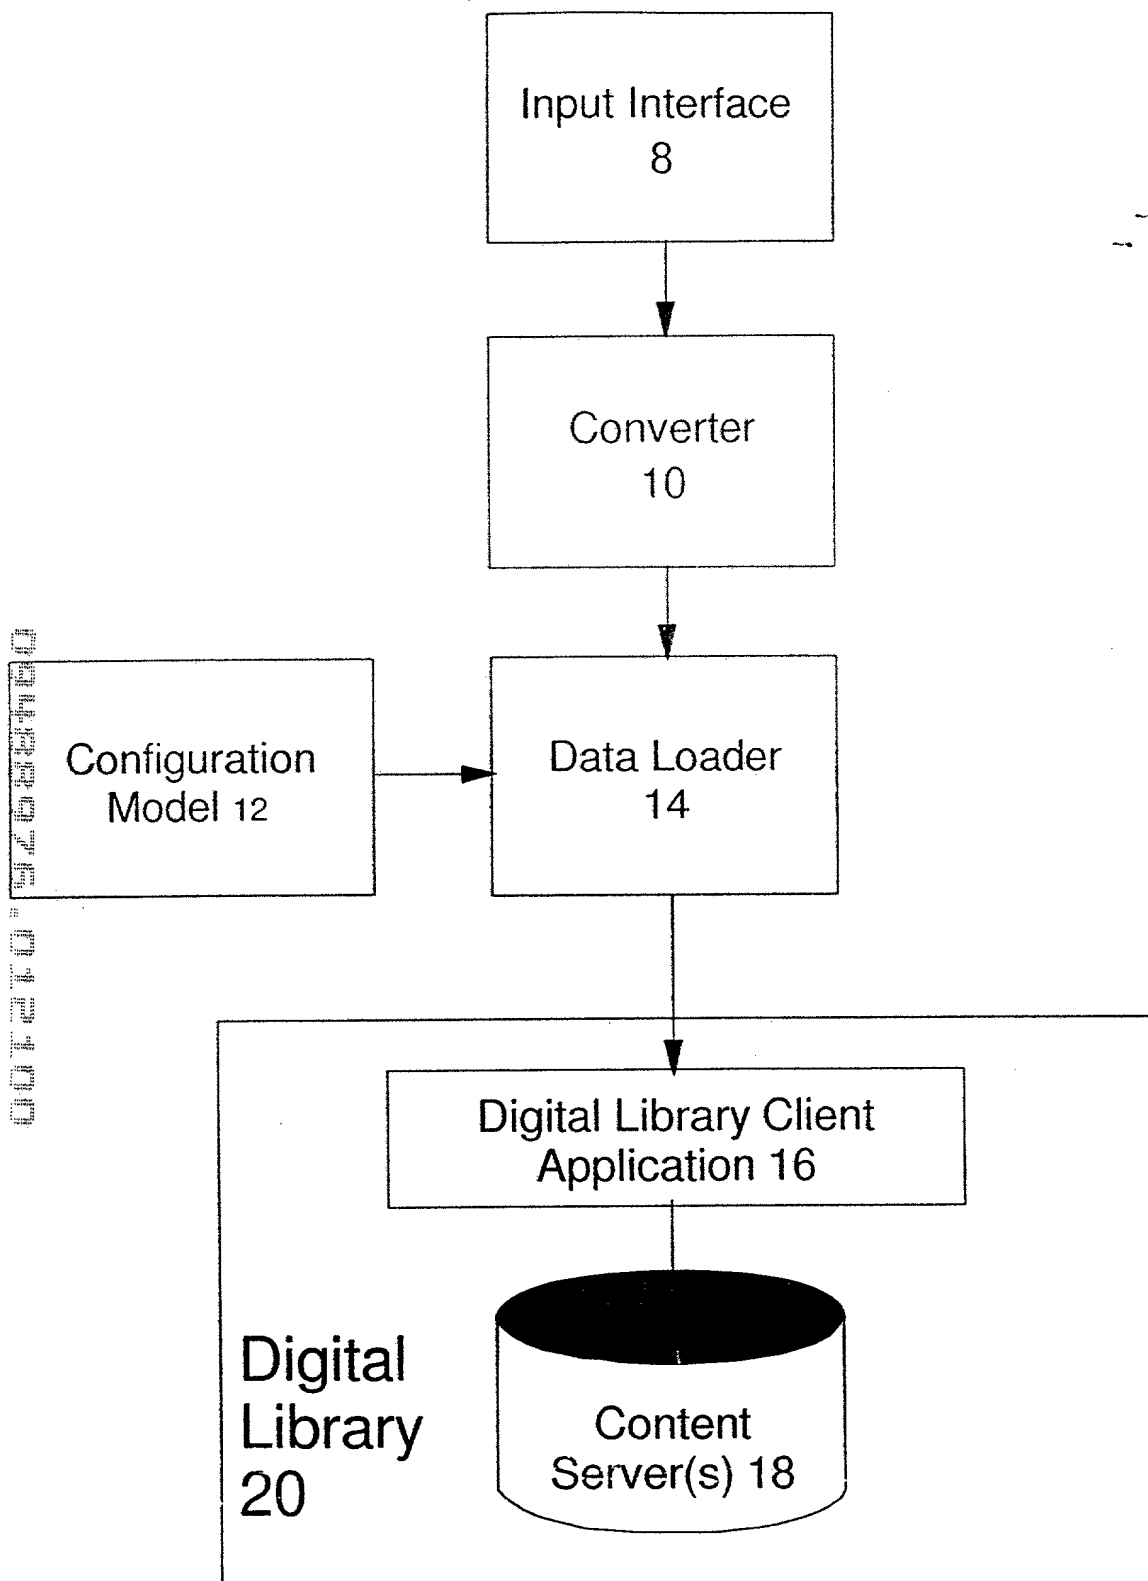 Input Interface
8
Converter
10
Configuration
Model 12
Data Loader
14
Digital Library Client
Application 16
Digital
Library
20
Content
Server(s) 18